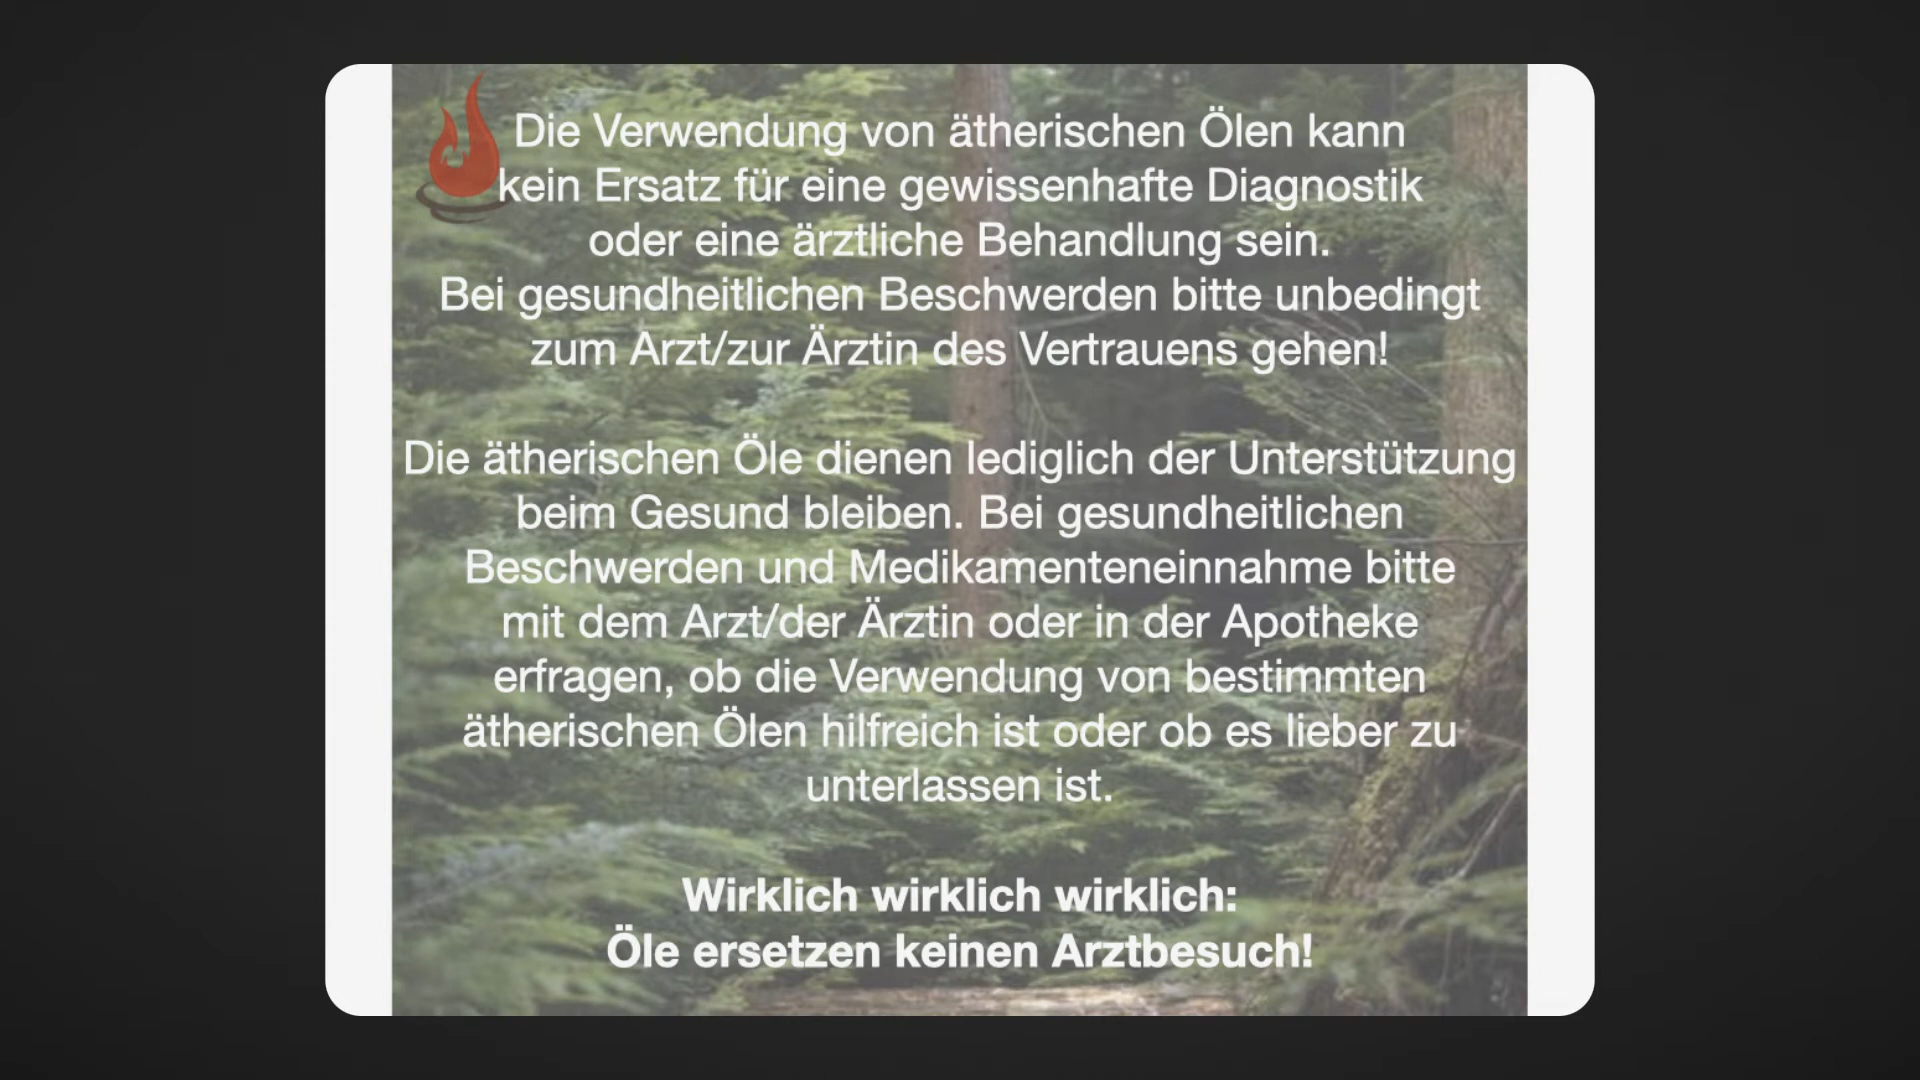 Die Verwendung von ätherischen Ölen kann
kein Ersatz für eine gewissenhafte Diagnostik
oder eine ärztliche Behandlung sein.
Bei gesundheitlichen Beschwerden bitte unbedingt
zum Arzt/zur Ärztin des Vertrauens gehen!
Die ätherischen Öle dienen lediglich der Unterstützung
beim Gesund bleiben. Bei gesundheitlichen
Beschwerden und Medikamenteneinnahme bitte
mit dem Arzt/der Ärztin oder in der Apotheke
erfragen, ob die Verwendung von bestimmten
ätherischen Ölen hilfreich ist oder ob es lieber zu
unterlassen ist.
Wirklich wirklich wirklich:
Öle ersetzen keinen Arztbesuch!